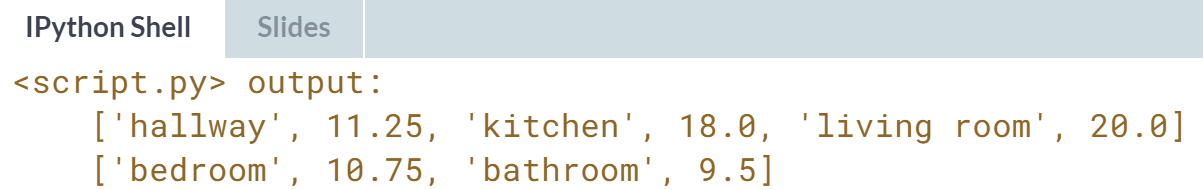 IPython Shell
Slides
<script.py> output:
['hallway', 11.25, 'kitchen', 18.0, 'living room', 20.0]
['bedroom', 10.75, 'bathroom', 9.5]